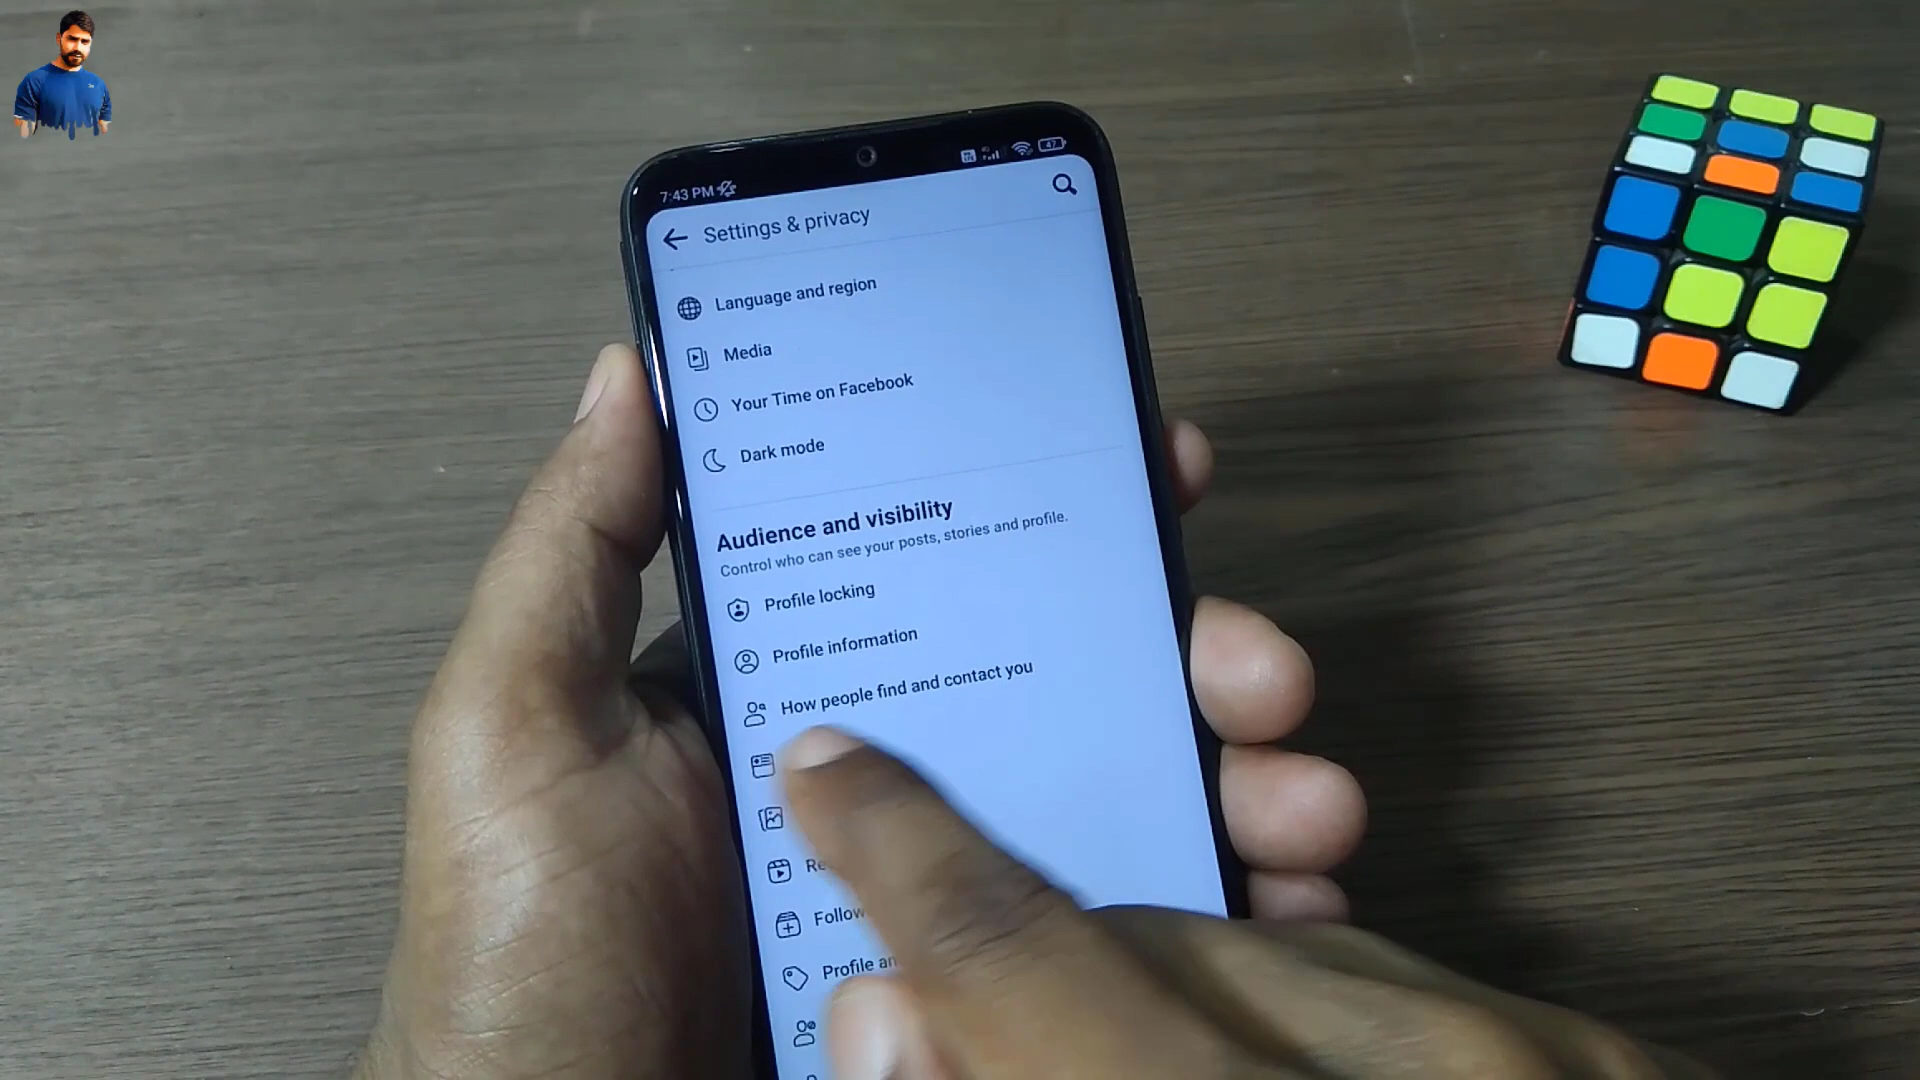 7:43 PM
47
Settings & privacy
Language and region
Media
Your Time on Facebook
Dark mode
Audience and visibility
Control who can see your posts, stories and profile.
Profile locking
Profile information
How people find and contact you
Profile